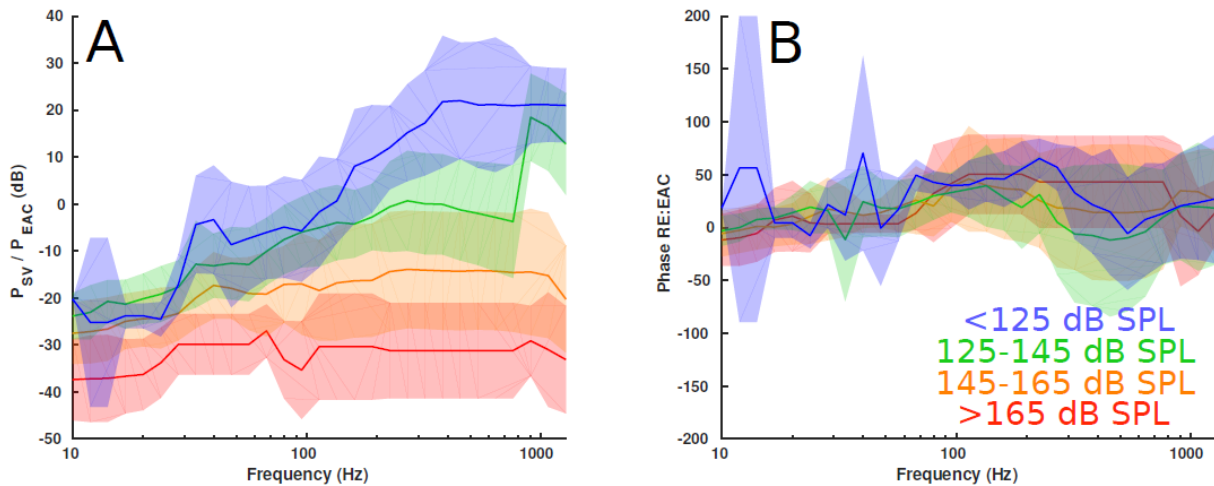 A
P SV / P EAC (dB)
40
30
20
10
0
-10
-20
-30
-40
-50
10
100
1000
Frequency (Hz)
B
Phase RE:EAC
200
150
100
50
0
-50
-100
-150
-200
<125 dB SPL
125-145 dB SPL
145-165 dB SPL
>165 dB SPL
10
100
1000
Frequency (Hz)